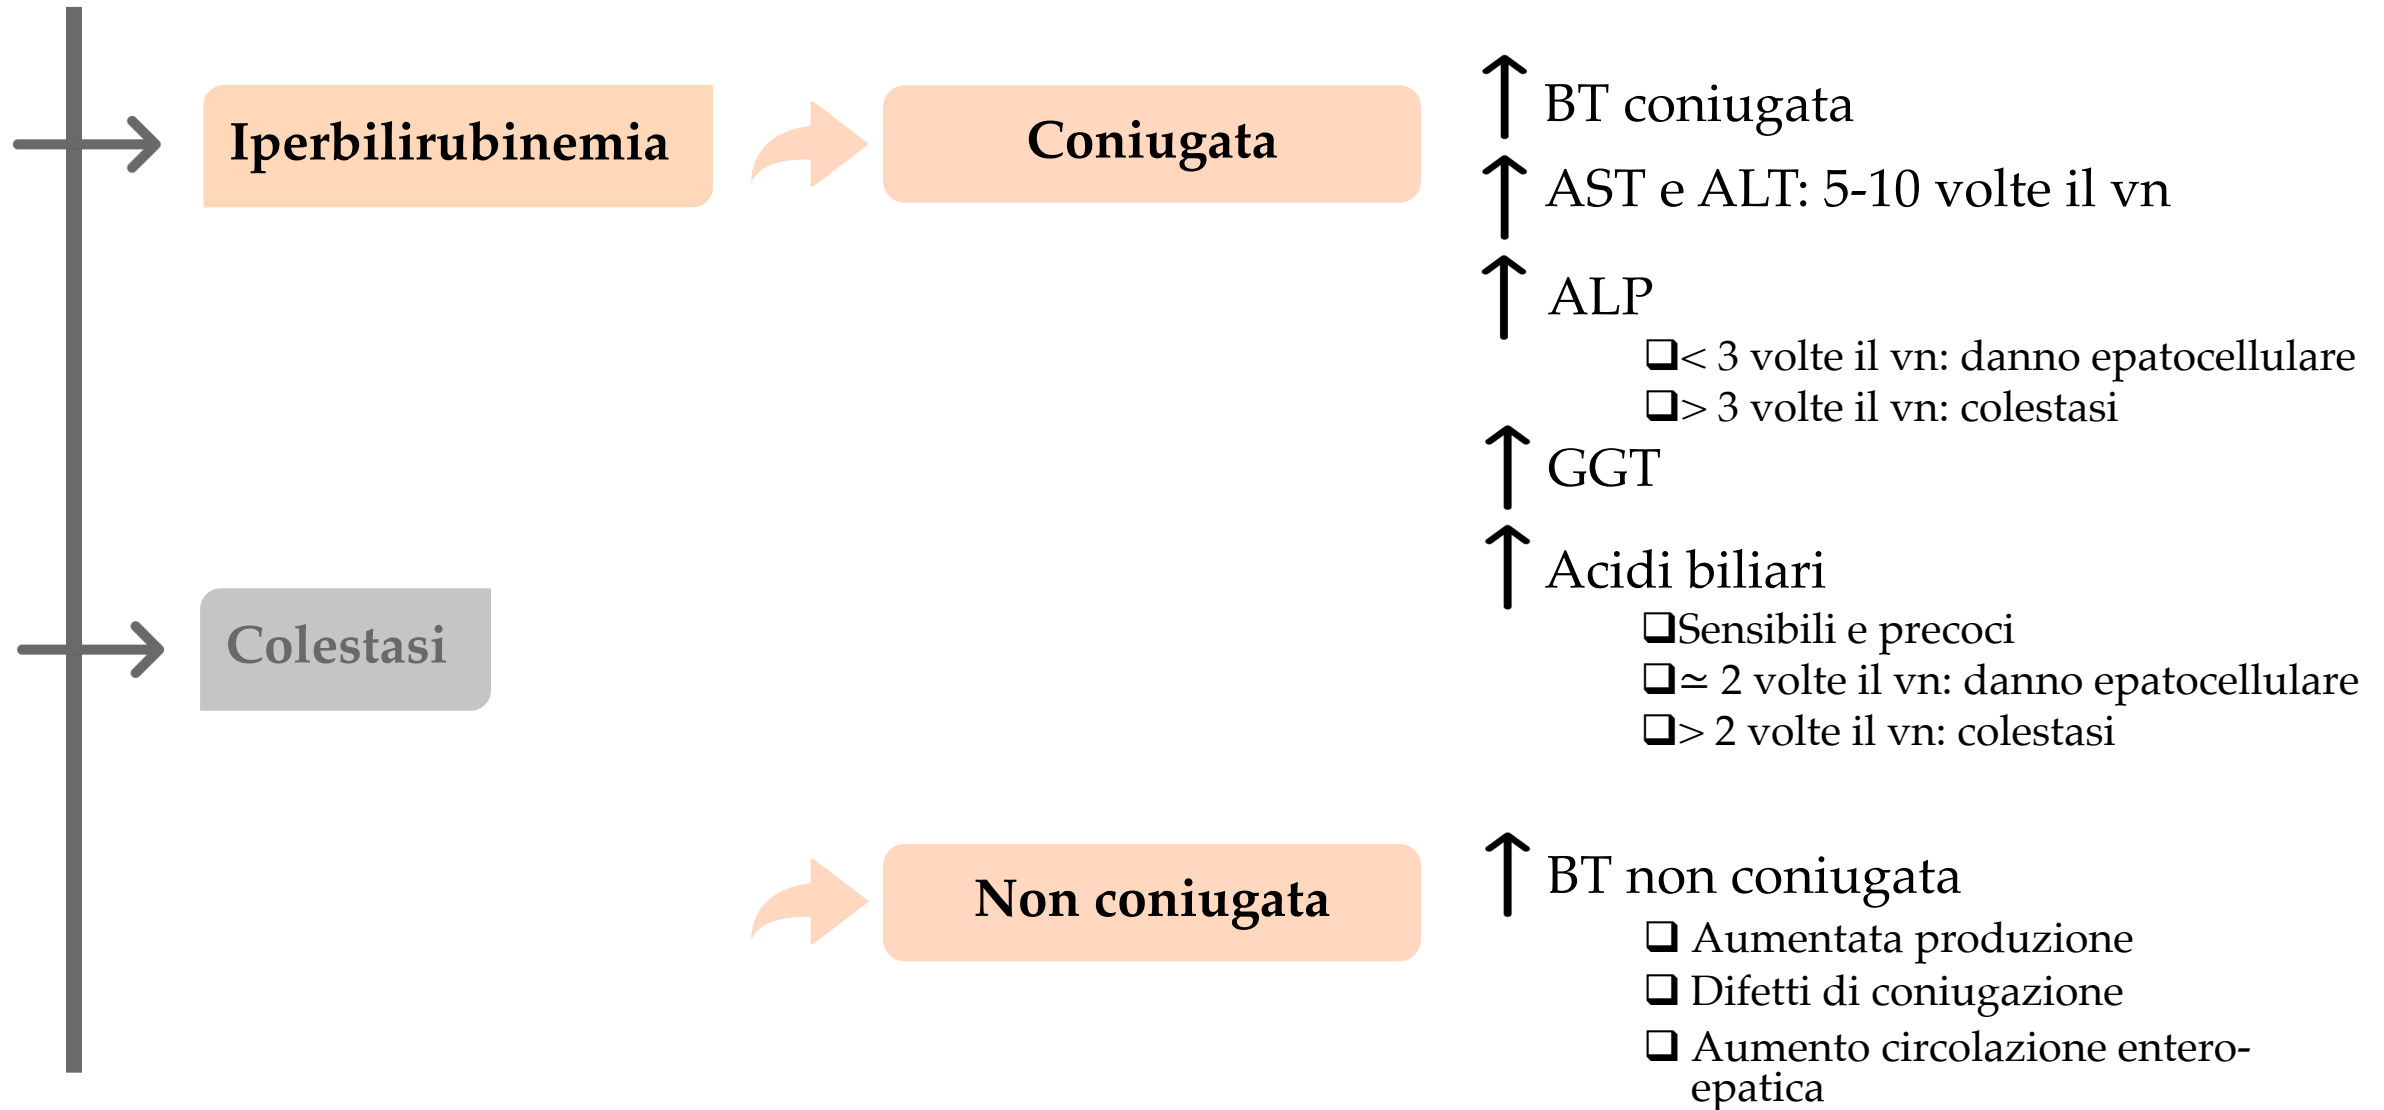 Iperbilirubinemia
Coniugata
BT coniugata
AST e ALT: 5-10 volte il vn
ALP
< 3 volte il vn: danno epatocellulare
> 3 volte il vn: colestasi
GGT
Acidi biliari
Sensibili e precoci
≃ 2 volte il vn: danno epatocellulare
> 2 volte il vn: colestasi
Colestasi
Non coniugata
BT non coniugata
Aumentata produzione
Difetti di coniugazione
Aumento circolazione entero-
epatica